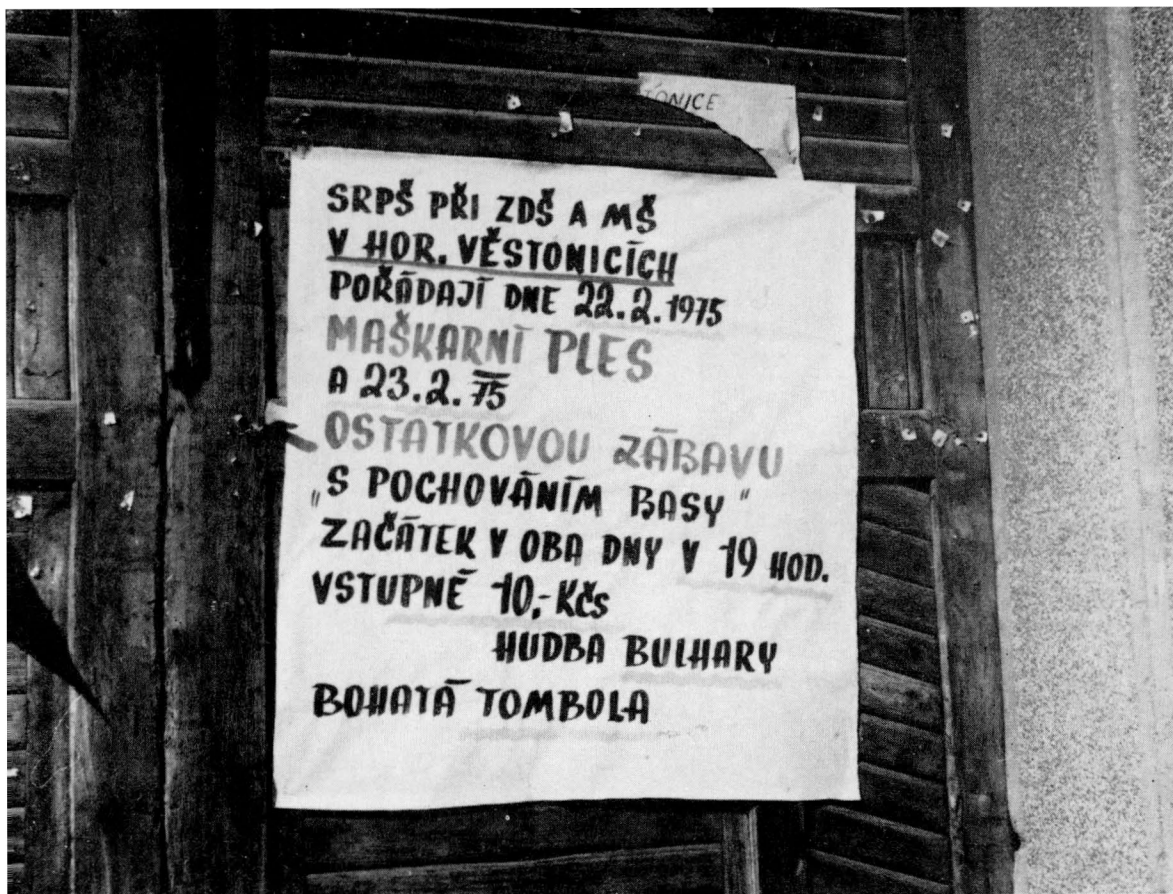 TONICE
SRPŠ PŘI ZDŠ A MŠ
V HOR. VĚSTONICÍCH
POŘÁDAJÍ DNE 22.2.1975
MAŠKARNÍ PLES
A 23.2.75
OSTATKOVOU ZÁBAVU
„S POCHOVÁNÍM BASY"
ZAČÁTEK V OBA DNY V 19 HOD.
VSTUPNÉ 10,-Kčs
HUDBA BULHARY
BOHATÁ TOMBOLA